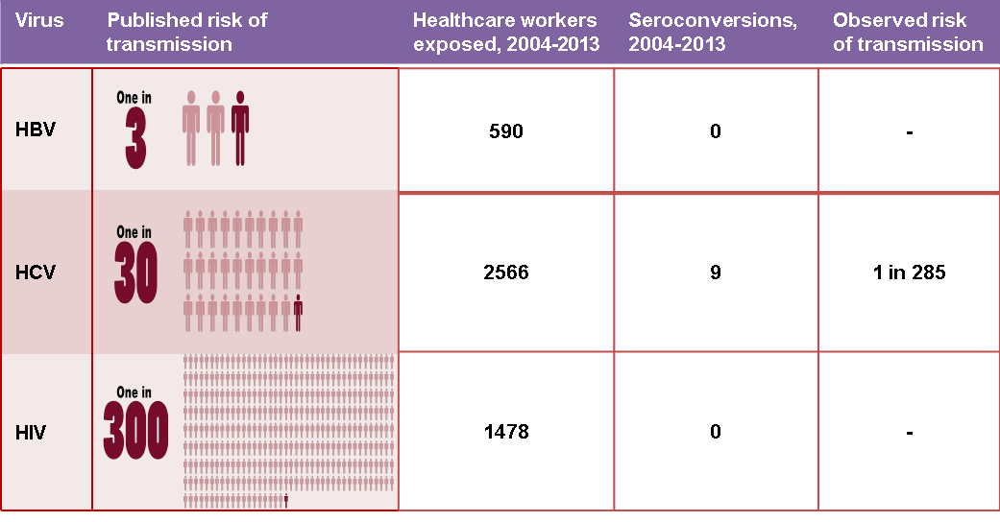 Virus
Published risk of
transmission
Healthcare workers
exposed, 2004-2013
Seroconversions,
2004-2013
Observed risk
of transmission
HBV
One in
3
590
0
-
HCV
One in
30
2566
9
1 in 285
HIV
One in
300
1478
0
-